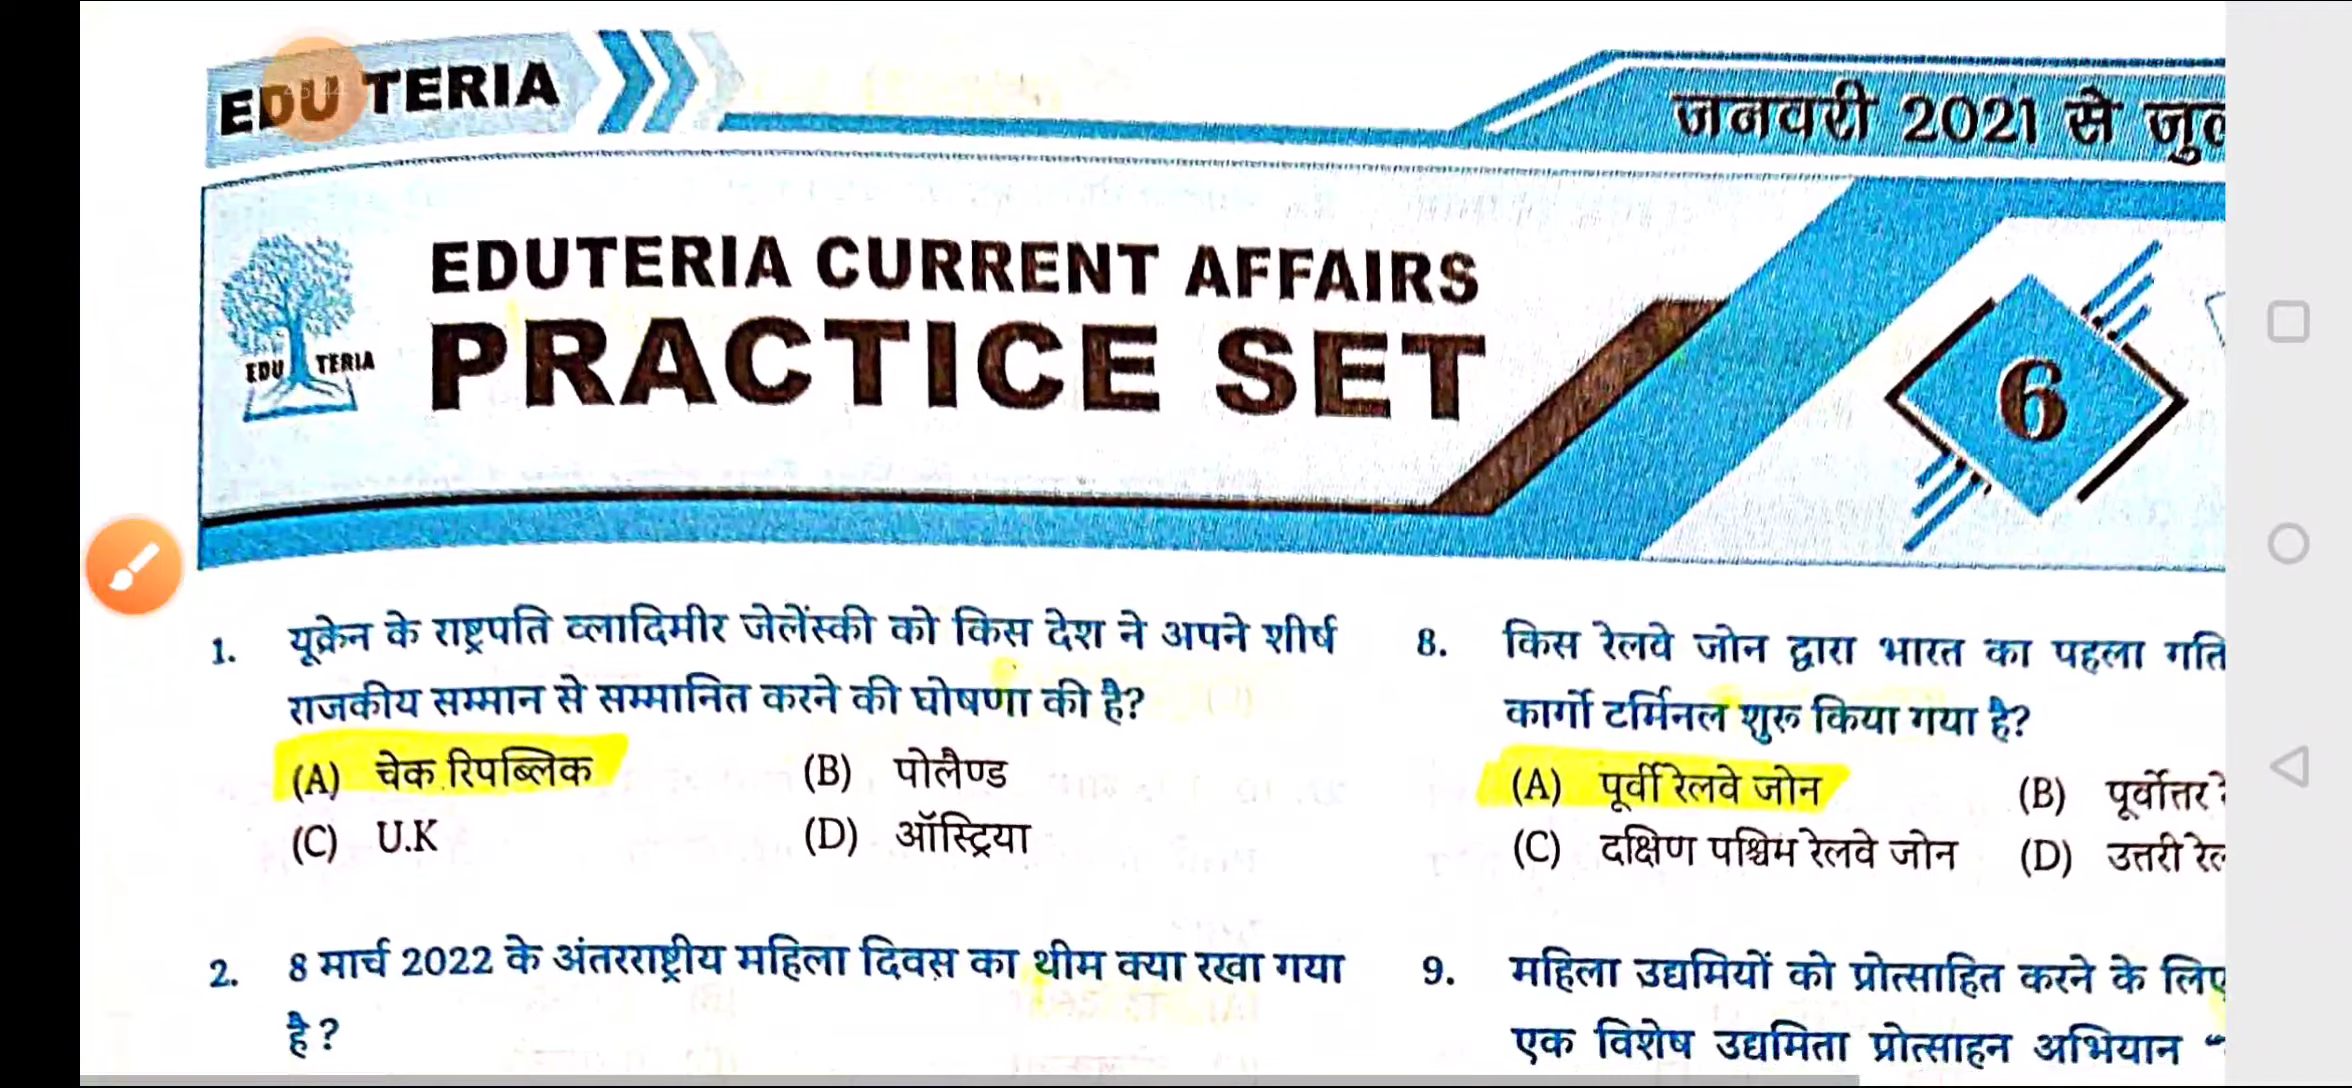 EDU TERIA
जनवरी 2021 से
EDUTERIA CURRENT AFFAIRS
PRACTICE SET
6
EDU TERIA
1. यूक्रेन के राष्ट्रपति व्लादिमीर जेलेंस्की को किस देश ने अपने शीर्ष
राजकीय सम्मान से सम्मानित करने की घोषणा की है?
(A) चेक रिपब्लिक (B) पोलैण्ड
(C) U.K (D) ऑस्ट्रिया
2. 8 मार्च 2022 के अंतरराष्ट्रीय महिला दिवस का थीम क्या रखा गया
है?
8. किस रेलवे जोन द्वारा भारत का पहला गति
कार्गो टर्मिनल शुरू किया गया है?
(A) पूर्वी रेलवे जोन (B) पूर्वोत्तर
(C) दक्षिण पश्चिम रेलवे जोन (D) उत्तरी
9. महिला उद्यमियों को प्रोत्साहित करने के लिए
एक विशेष उद्यमिता प्रोत्साहन अभियान “